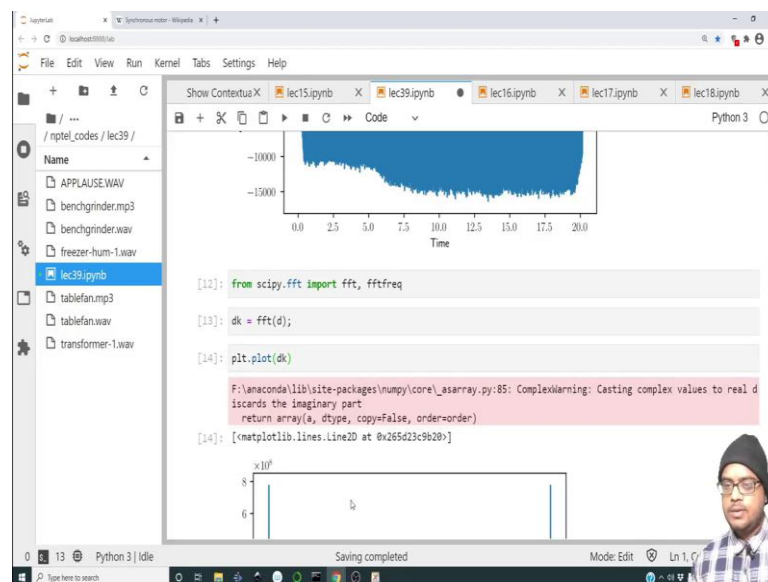 JupyterLab
Synchronous motor - Wikipedia
localhost:8888/lab
File Edit View Run Kernel Tabs Settings Help
Show Contextua lec15.ipynb lec39.ipynb lec16.ipynb lec17.ipynb lec18.ipynb
Code Python 3
/ ...
/ nptel_codes / lec39 /
Name
APPLAUSE.WAV
benchgrinder.mp3
benchgrinder.wav
freezer-hum-1.wav
lec39.ipynb
tablefan.mp3
tablefan.wav
transformer-1.wav
−10000
−15000
0.0 2.5 5.0 7.5 10.0 12.5 15.0 17.5 20.0
Time
[12]: from scipy.fft import fft, fftfreq
[13]: dk = fft(d);
[14]: plt.plot(dk)
F:\anaconda\lib\site-packages\numpy\core\_asarray.py:85: ComplexWarning: Casting complex values to real d
iscards the imaginary part
return array(a, dtype, copy=False, order=order)
[14]: [<matplotlib.lines.Line2D at 0x265d23c9b20>]
8
6
0 13 Python 3 | Idle Saving completed Mode: Edit Ln 1,
Type here to search